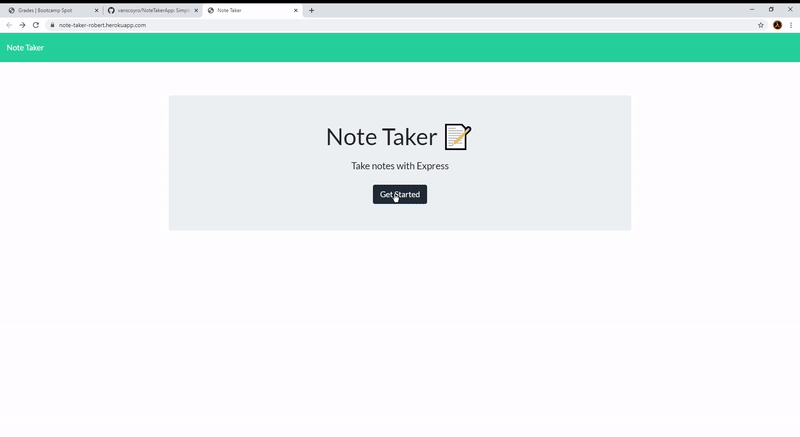 Grades | Bootcamp Spot
vanscoyro/NoteTakerApp: Simpl
Note Taker
note-taker-robert.herokuapp.com
Note Taker
Note Taker
Take notes with Express
Get Started